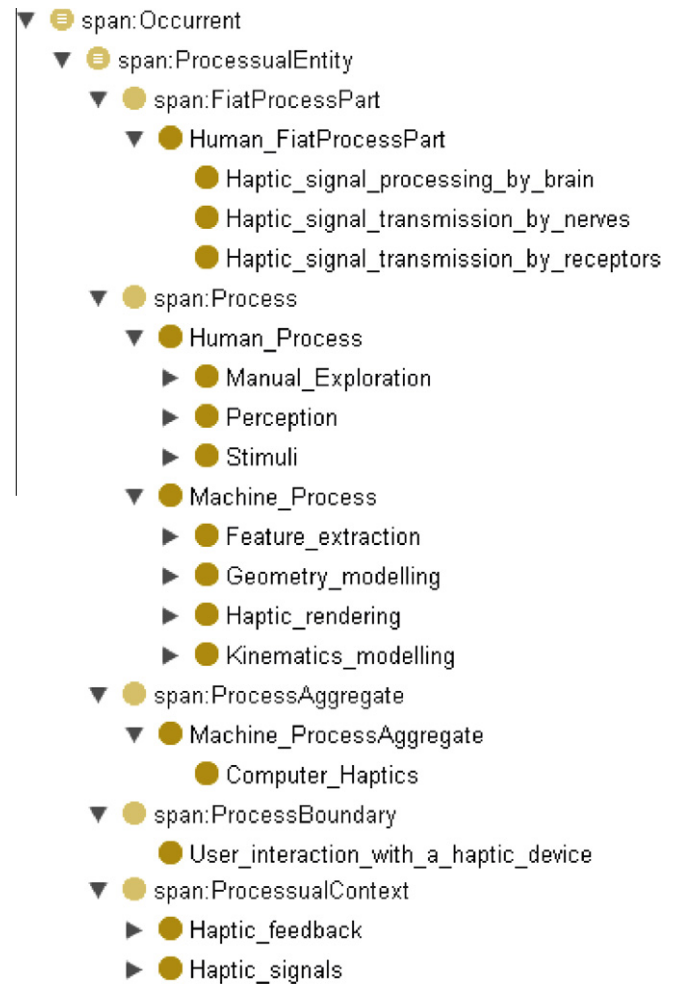 span:Occurrent
span:ProcessualEntity
span:FiatProcessPart
Human_FiatProcessPart
Haptic_signal_processing_by_brain
Haptic_signal_transmission_by_nerves
Haptic_signal_transmission_by_receptors
span:Process
Human_Process
Manual_Exploration
Perception
Stimuli
Machine_Process
Feature_extraction
Geometry_modelling
Haptic_rendering
Kinematics_modelling
span:ProcessAggregate
Machine_ProcessAggregate
Computer_Haptics
span:ProcessBoundary
User_interaction_with_a_haptic_device
span:ProcessualContext
Haptic_feedback
Haptic_signals